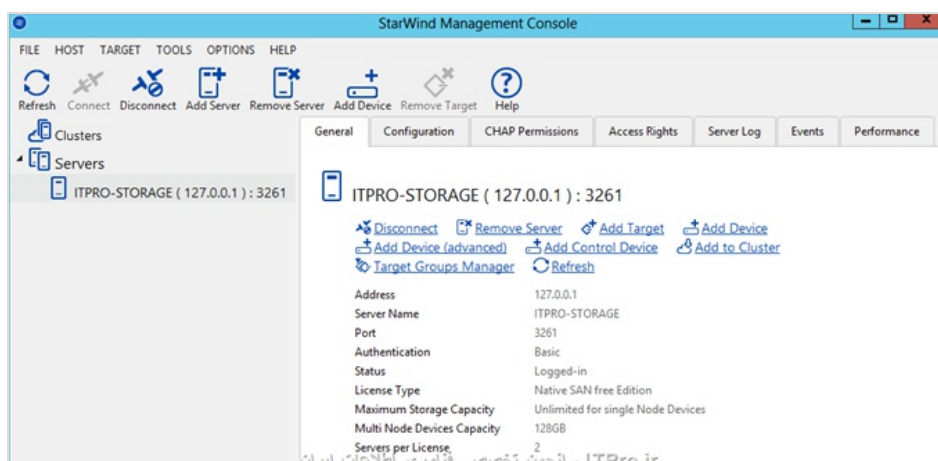 StarWind Management Console
FILE HOST TARGET TOOLS OPTIONS HELP
Refresh Connect Disconnect Add Server Remove Server Add Device Remove Target Help
Clusters
Servers
ITPRO-STORAGE ( 127.0.0.1 ) : 3261
General Configuration CHAP Permissions Access Rights Server Log Events Performance
ITPRO-STORAGE ( 127.0.0.1 ) : 3261
Disconnect Remove Server Add Target Add Device
Add Device (advanced) Add Control Device Add to Cluster
Target Groups Manager Refresh
Address 127.0.0.1
Server Name ITPRO-STORAGE
Port 3261
Authentication Basic
Status Logged-in
License Type Native SAN free Edition
Maximum Storage Capacity Unlimited for single Node Devices
Multi Node Devices Capacity 128GB
Servers per License 2
ITPro.ir